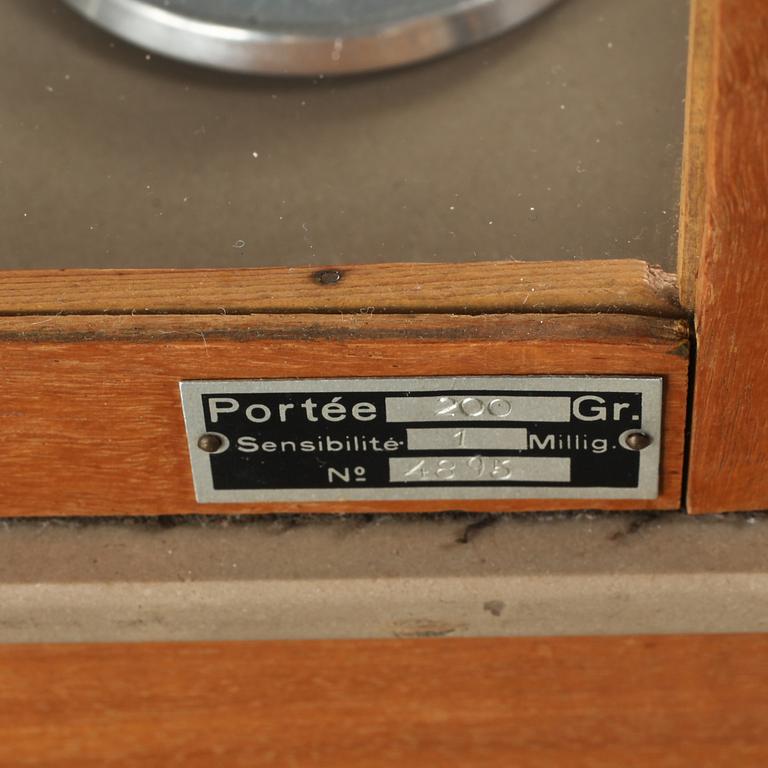 Portée 200 Gr.
Sensibilité 1 Millig.
Nº 4895